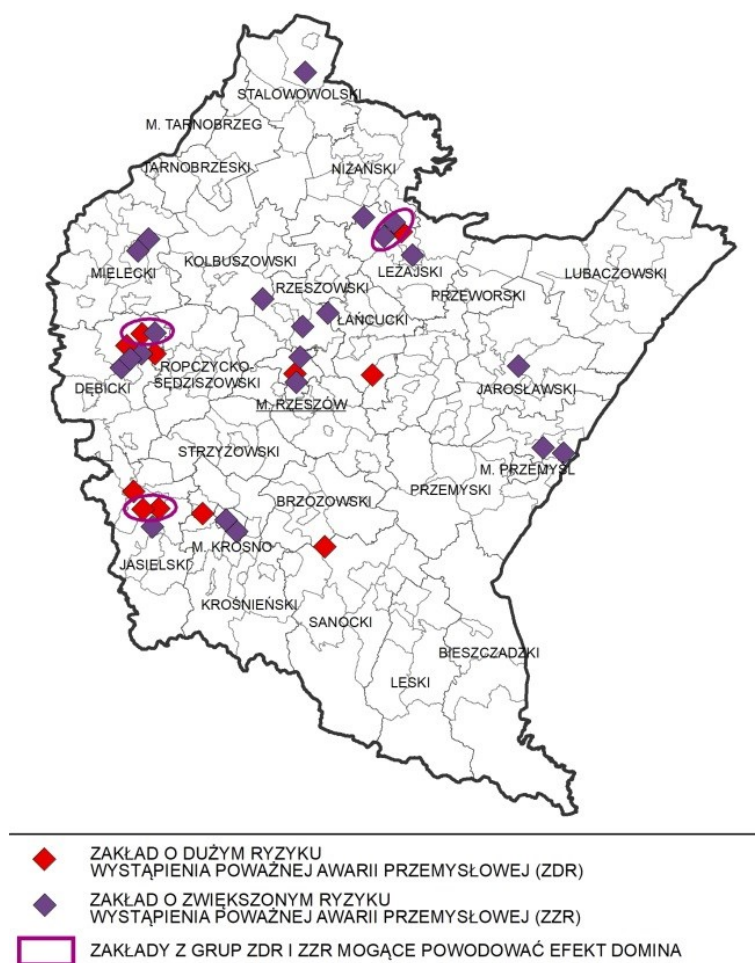 STALOWOWOLSKI
M. TARNOBRZEG
TARNOBRZESKI
NIŻAŃSKI
KOLBUSZOWSKI
MIELECKI
LEŻAJSKI
LUBACZOWSKI
RZESZOWSKI
PRZEWORSKI
ŁAŃCUCKI
ROPCZYCKO-
SĘDZISZOWSKI
DĘBICKI
JAROSŁAWSKI
M. RZESZÓW
STRZYŻOWSKI
M. PRZEMYŚL
PRZEMYSKI
BRZOZOWSKI
M. KROSNO
JASIELSKI
KROŚNIEŃSKI
SANOCKI
BIESZCZADZKI
LESKI
ZAKŁAD O DUŻYM RYZYKU
WYSTĄPIENIA POWAŻNEJ AWARII PRZEMYSŁOWEJ (ZDR)
ZAKŁAD O ZWIĘKSZONYM RYZYKU
WYSTĄPIENIA POWAŻNEJ AWARII PRZEMYSŁOWEJ (ZZR)
ZAKŁADY Z GRUP ZDR I ZZR MOGĄCE POWODOWAĆ EFEKT DOMINA